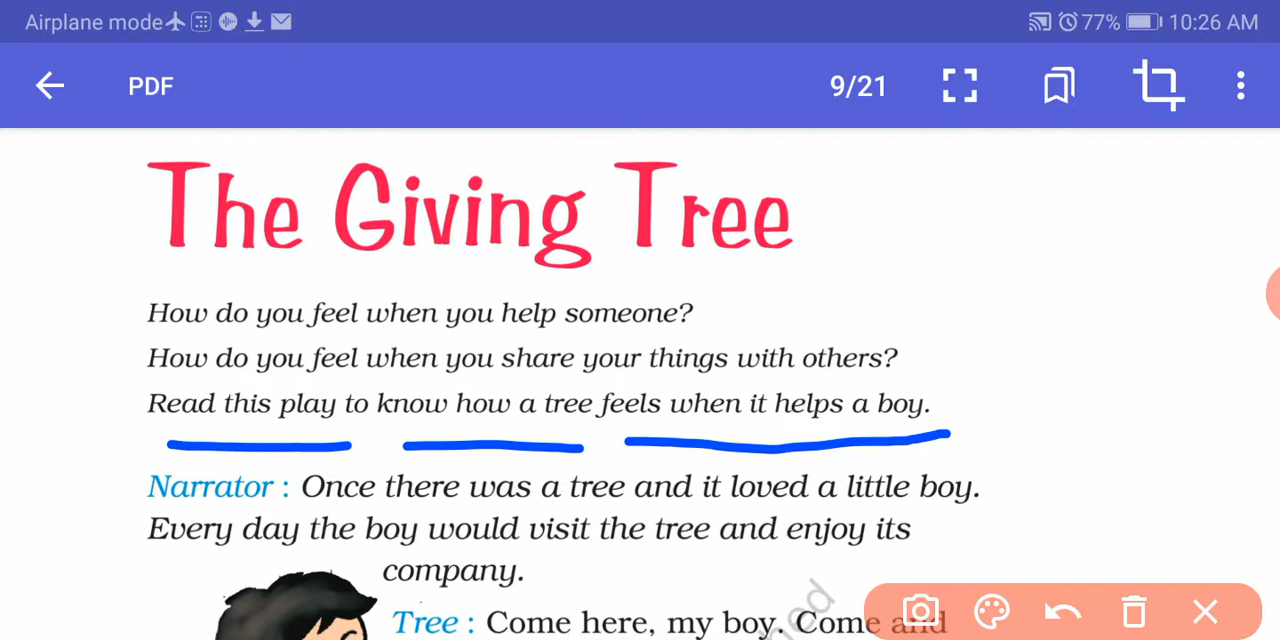 Airplane mode 77% 10:26 AM
PDF 9/21
The Giving Tree
How do you feel when you help someone?
How do you feel when you share your things with others?
Read this play to know how a tree feels when it helps a boy.
Narrator : Once there was a tree and it loved a little boy.
Every day the boy would visit the tree and enjoy its
company.
Tree : Come here, my boy. Come and